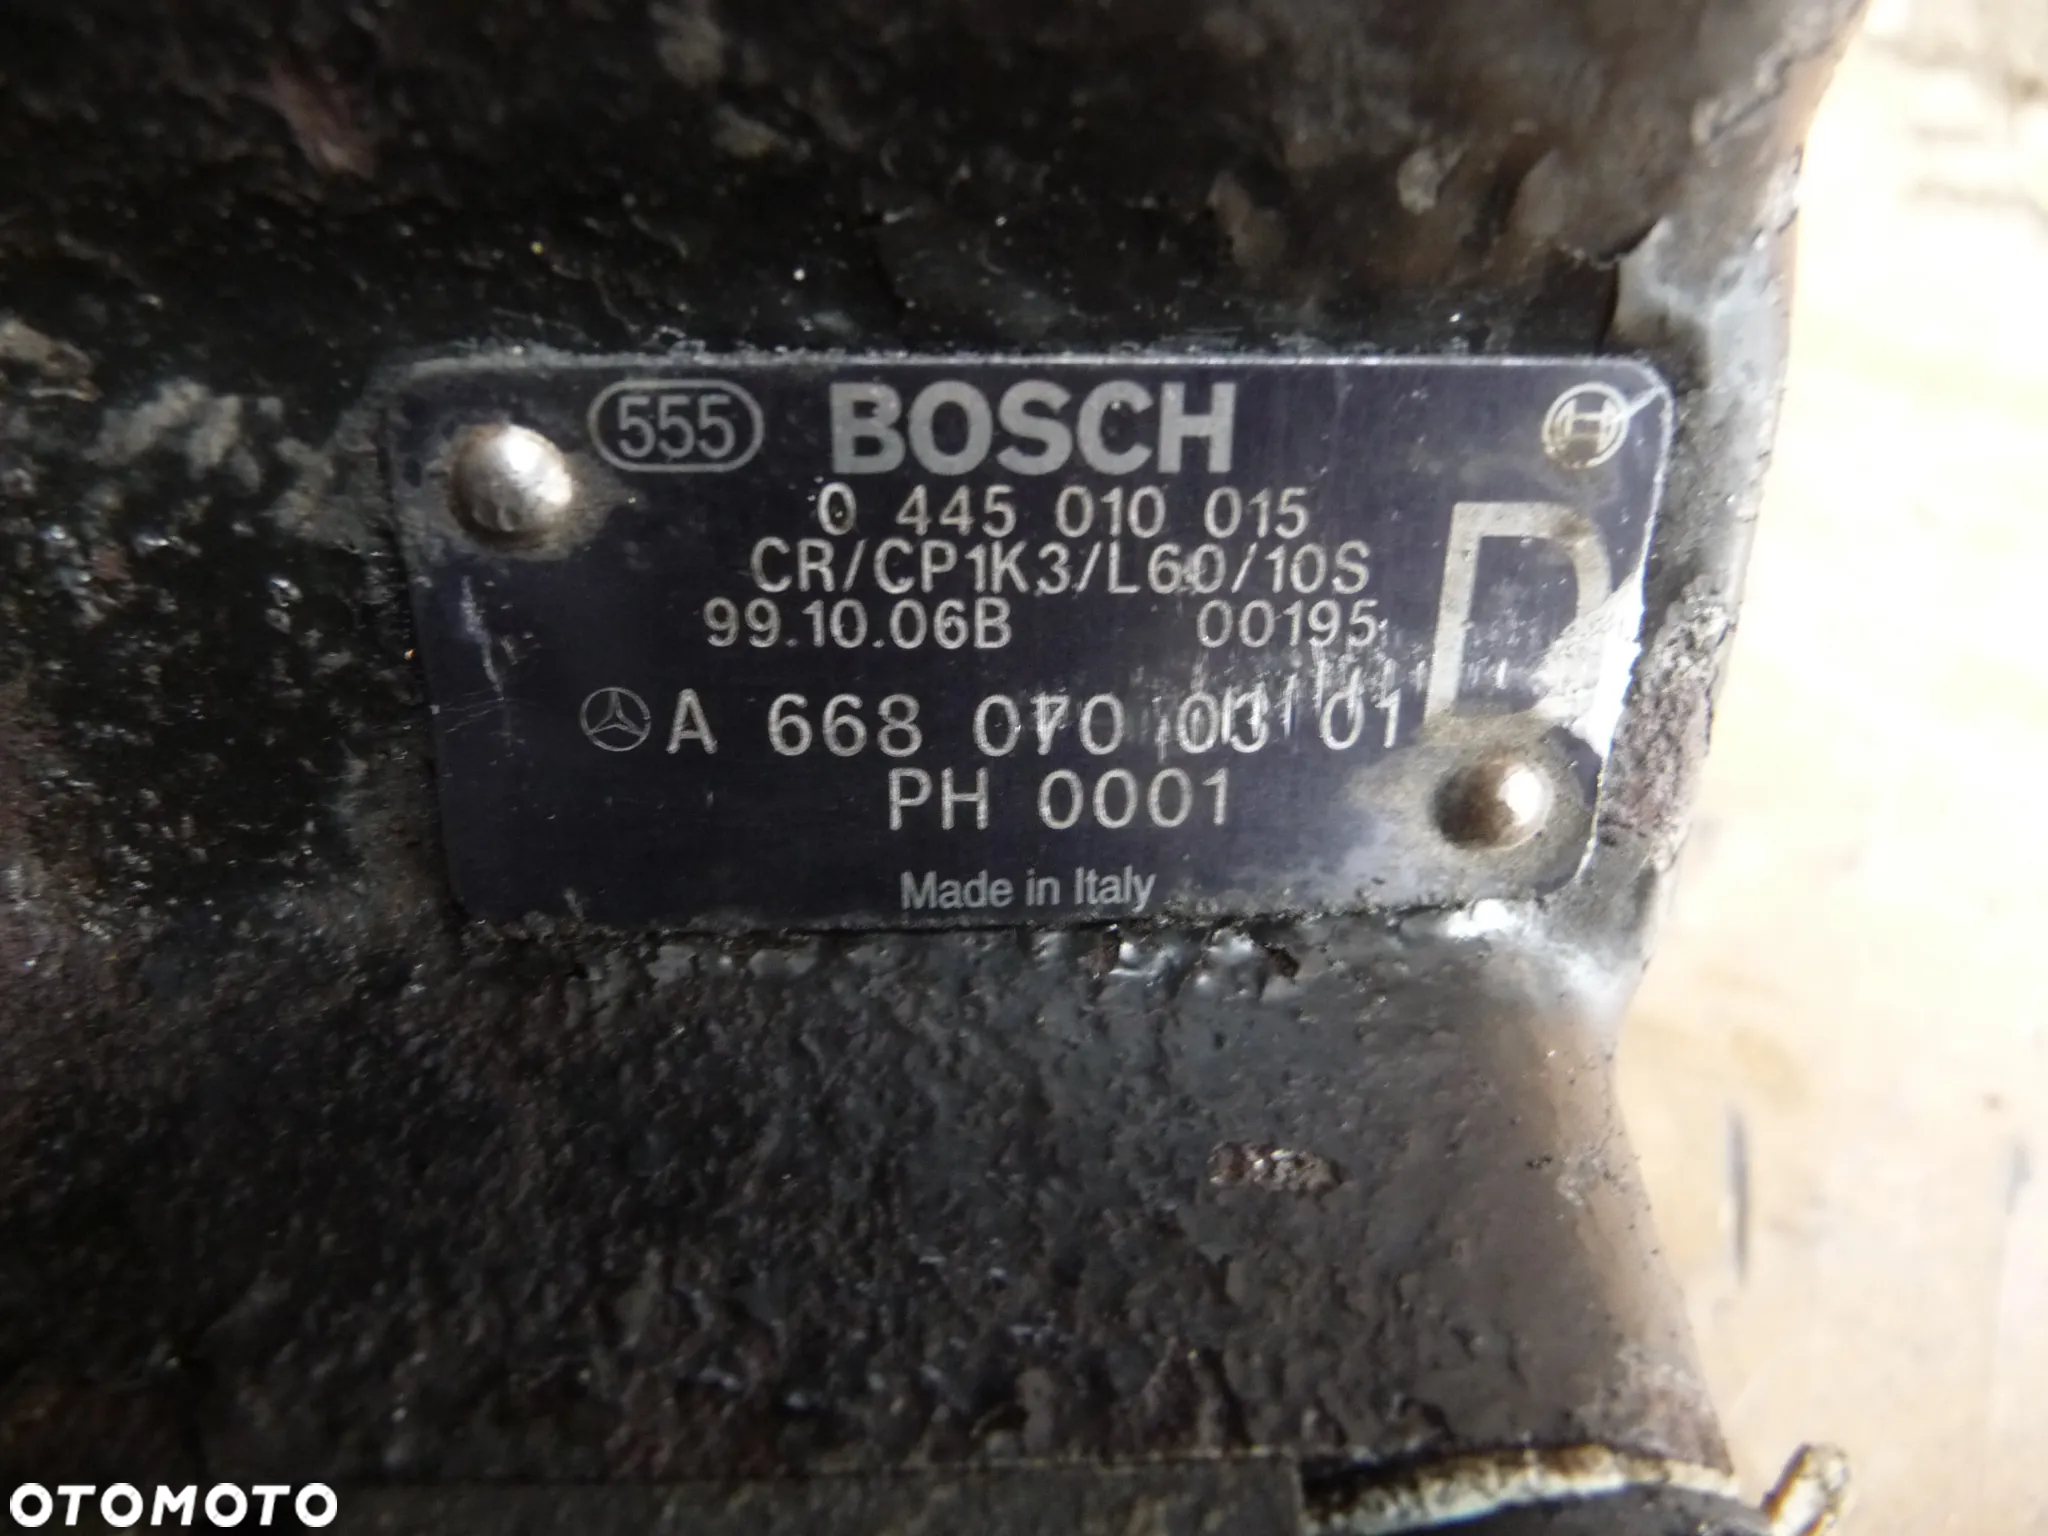 555 BOSCH
0 445 010 015
CR/CP1K3/L60/10S
99.10.06B 00195
D
A 668 070 03 01
PH 0001
Made in Italy
OTOMOTO